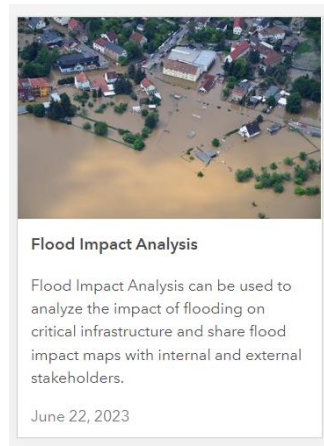 Flood Impact Analysis
Flood Impact Analysis can be used to
analyze the impact of flooding on
critical infrastructure and share flood
impact maps with internal and external
stakeholders.
June 22, 2023